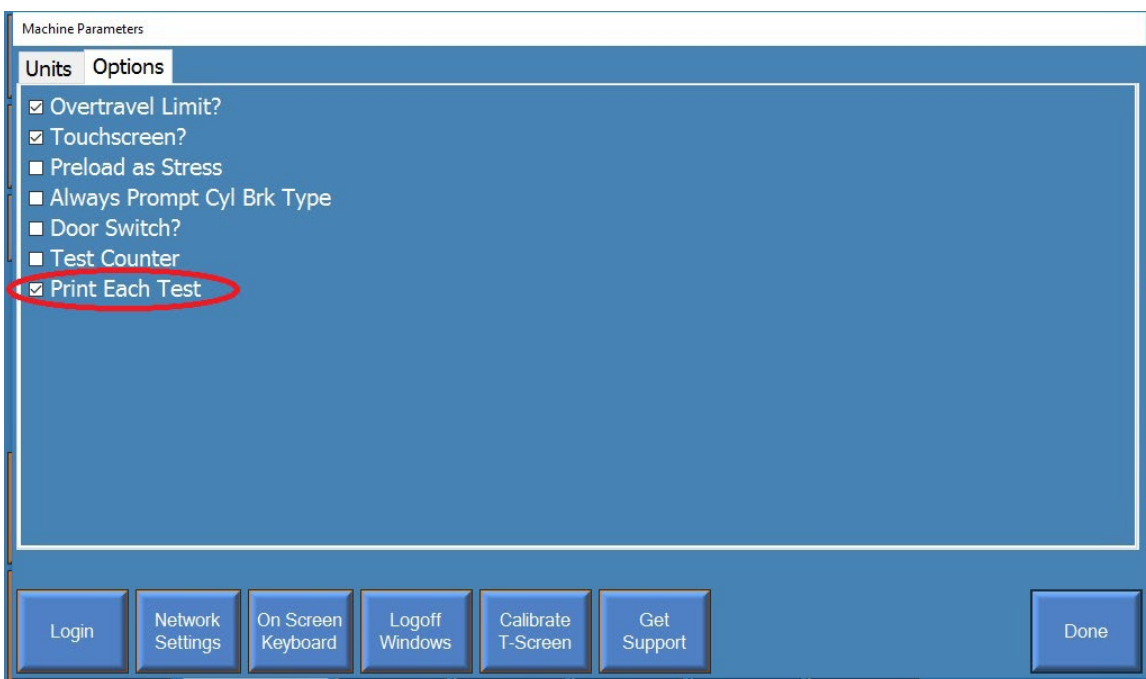 Machine Parameters
Units Options
Overtravel Limit?
Touchscreen?
Preload as Stress
Always Prompt Cyl Brk Type
Door Switch?
Test Counter
Print Each Test
Login
Network
Settings
On Screen
Keyboard
Logoff
Windows
Calibrate
T-Screen
Get
Support
Done